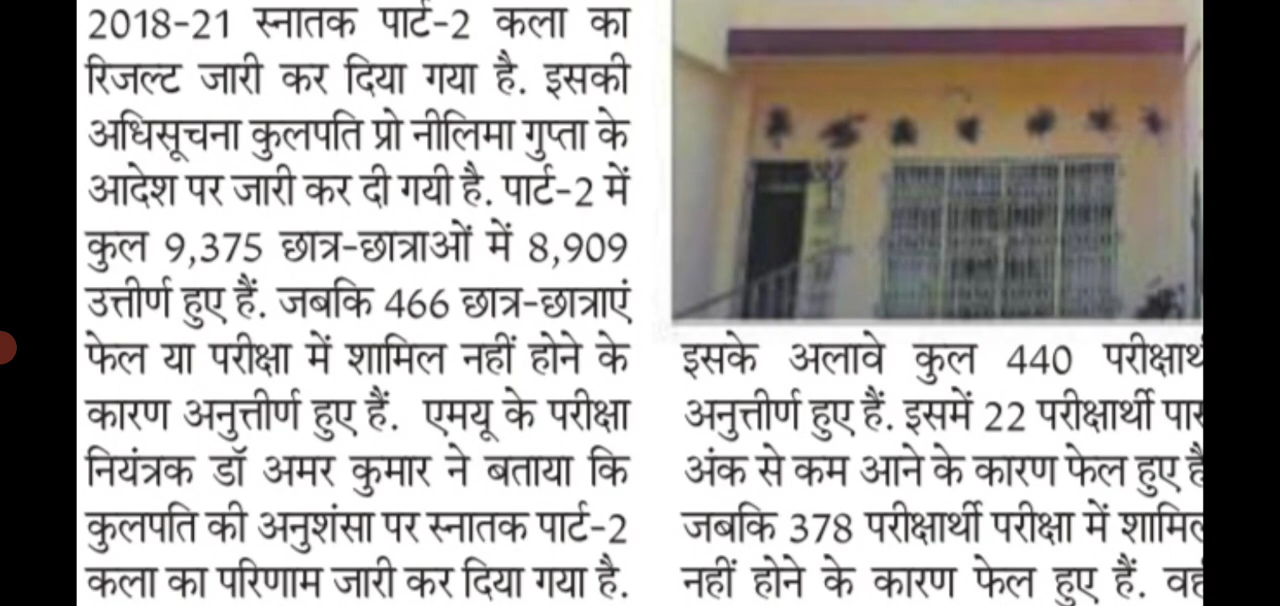 2018-21 स्नातक पार्ट-2 कला का
रिजल्ट जारी कर दिया गया है. इसकी
अधिसूचना कुलपति प्रो नीलिमा गुप्ता के
आदेश पर जारी कर दी गयी है. पार्ट-2 में
कुल 9,375 छात्र-छात्राओं में 8,909
उत्तीर्ण हुए हैं. जबकि 466 छात्र-छात्राएं
फेल या परीक्षा में शामिल नहीं होने के
कारण अनुत्तीर्ण हुए हैं. एमयू के परीक्षा
नियंत्रक डॉ अमर कुमार ने बताया कि
कुलपति की अनुशंसा पर स्नातक पार्ट-2
कला का परिणाम जारी कर दिया गया है.
इसके अलावे कुल 440
अनुत्तीर्ण हुए हैं. इसमें 22 परीक्षार्थी
अंक से कम आने के कारण फेल हुए
जबकि 378 परीक्षार्थी परीक्षा में
नहीं होने के कारण फेल हुए हैं.